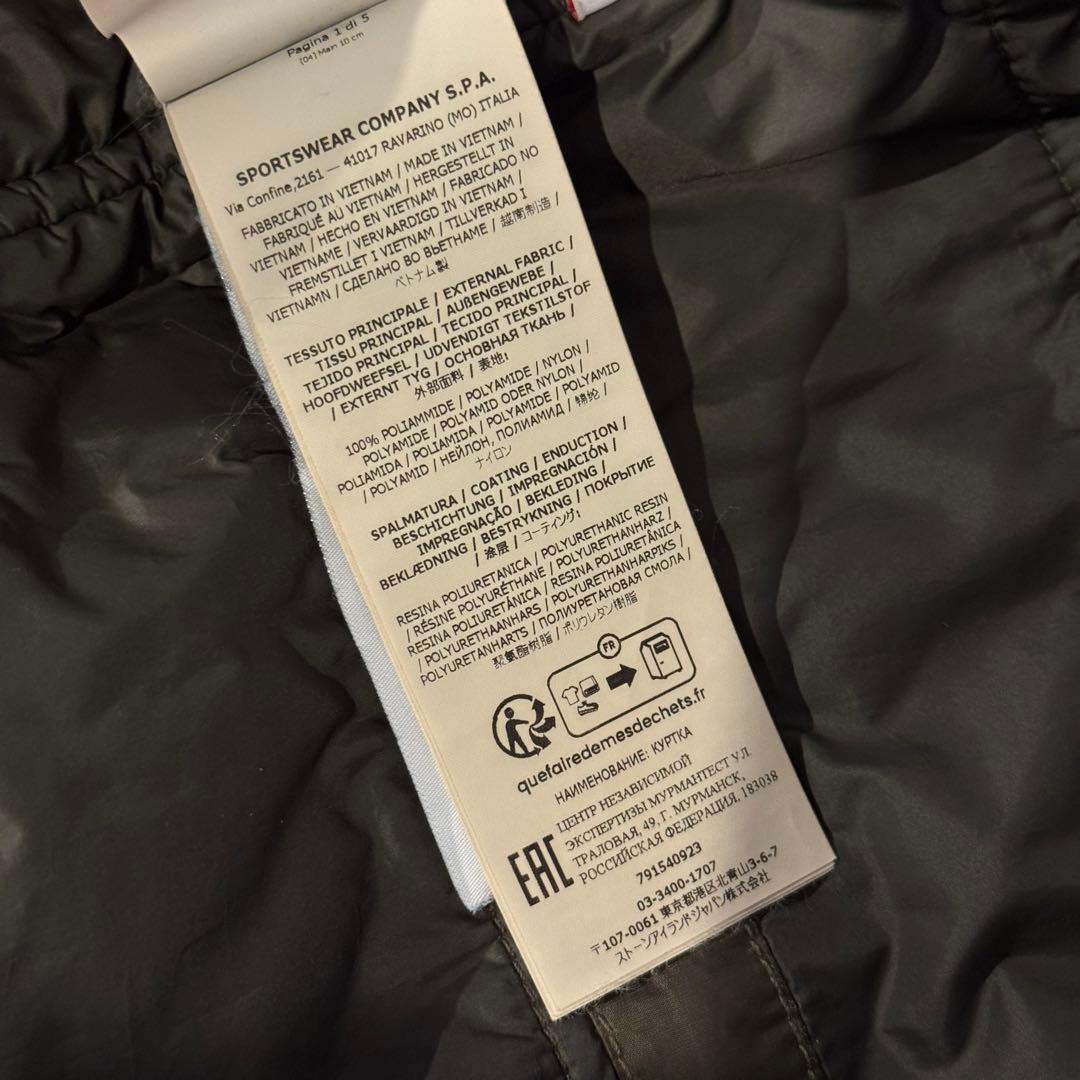 Pagina 1 di 5
[04] Main 10 cm
SPORTSWEAR COMPANY S.P.A.
Via Confine,2161 — 41017 RAVARINO (MO) ITALIA
FABBRICATO IN VIETNAM / MADE IN VIETNAM /
FABRIQUÉ AU VIETNAM / HERGESTELLT IN
VIETNAM / HECHO EN VIETNAM / FABRICADO NO
VIETNAME / VERVAARDIGD IN VIETNAM /
FREMSTILLET I VIETNAM / TILLVERKAD I
VIETNAMN / СДЕЛАНО ВО ВЬЕТНАМЕ / 越南制造 /
ベトナム製
TESSUTO PRINCIPALE / EXTERNAL FABRIC /
TISSU PRINCIPAL / AUßENGEWEBE /
TEJIDO PRINCIPAL / TECIDO PRINCIPAL /
HOOFDWEEFSEL / UDVENDIGT TEKSTILSTOF
/ EXTERNT TYG / ОСНОВНАЯ ТКАНЬ /
外部面料 / 表地:
100% POLIAMMIDE / POLYAMIDE / NYLON /
POLYAMIDE / POLYAMID ODER NYLON /
POLIAMIDA / POLIAMIDA / POLYAMIDE / POLYAMID
/ POLYAMID / НЕЙЛОН, ПОЛИАМИД / 锦纶 /
ナイロン
SPALMATURA / COATING / ENDUCTION /
BESCHICHTUNG / IMPREGNACIÓN /
IMPREGNAÇÃO / BEKLEDING /
BEKLÆDNING / BESTRYKNING / ПОКРЫТИЕ
/ 涂层 / コーティング:
RESINA POLIURETANICA / POLYURETHANIC RESIN
/ RÉSINE POLYURÉTHANE / POLYURETHANHARZ /
RESINA POLIURETÁNICA / RESINA POLIURETÂNICA
/ POLYURETHAANHARS / POLYURETHANHARPIKS /
POLYURETANHARTS / ПОЛИУРЕТАНОВАЯ СМОЛА /
聚氨酯树脂 / ポリウレタン樹脂
FR
quefairedemesdechets.fr
НАИМЕНОВАНИЕ: КУРТКА
EAC
ЦЕНТР НЕЗАВИСИМОЙ
ЭКСПЕРТИЗЫ МУРМАНТЕСТ УЛ.
ТРАЛОВАЯ, 49, Г. МУРМАНСК,
РОССИЙСКАЯ ФЕДЕРАЦИЯ, 183038
791540923
03-3400-1707
〒107-0061 東京都港区北青山3-6-7
ストーンアイランドジャパン株式会社